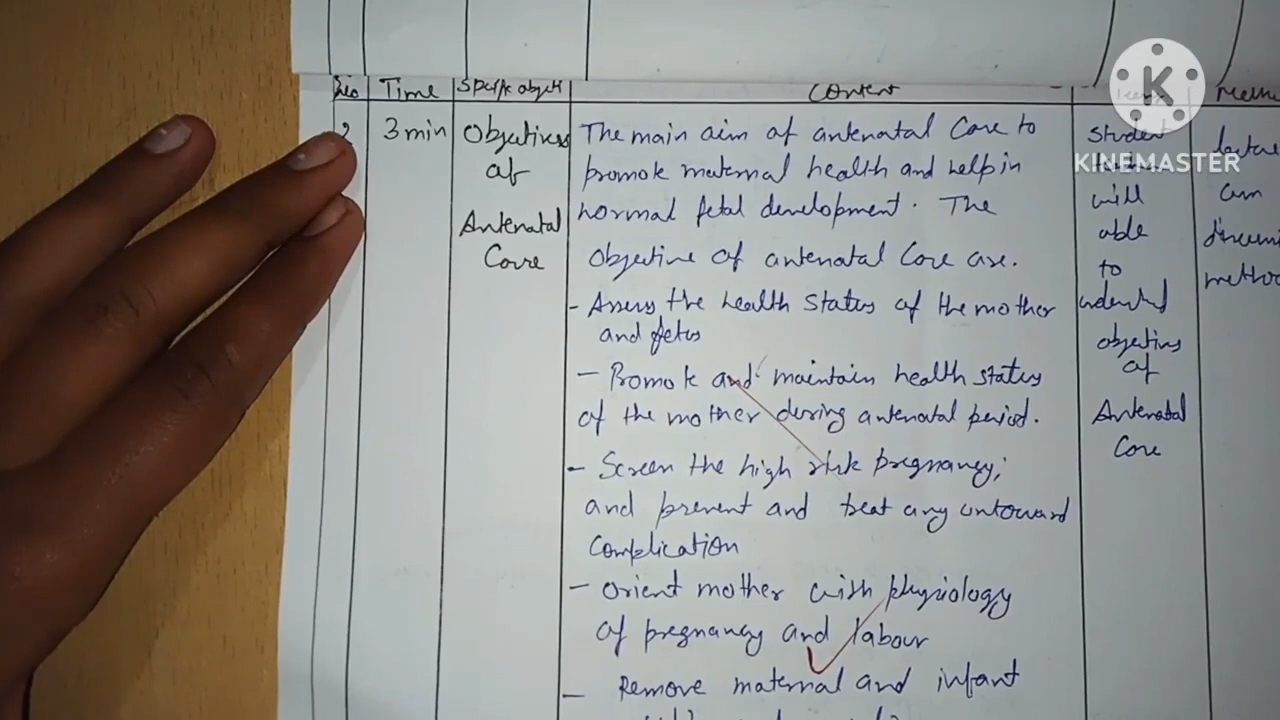 Time
Specific objeti
Content
3 min
Objectives
of
Antenatal
Care
The main aim of antenatal Care to
promote maternal health and help in
normal fetal development. The
objective of antenatal Care are.
- Assess the health status of the mother
and fetus
- Promote and maintain health status
of the mother during antenatal period.
- Screen the high risk pregnancy,
and prevent and treat any untoward
Complication
- Orient mother with physiology
of pregnancy and labour
- Remove maternal and infant
student
will
able
to
objectives
of
Antenatal
Care
lecture
cum
method
K
KINEMASTER